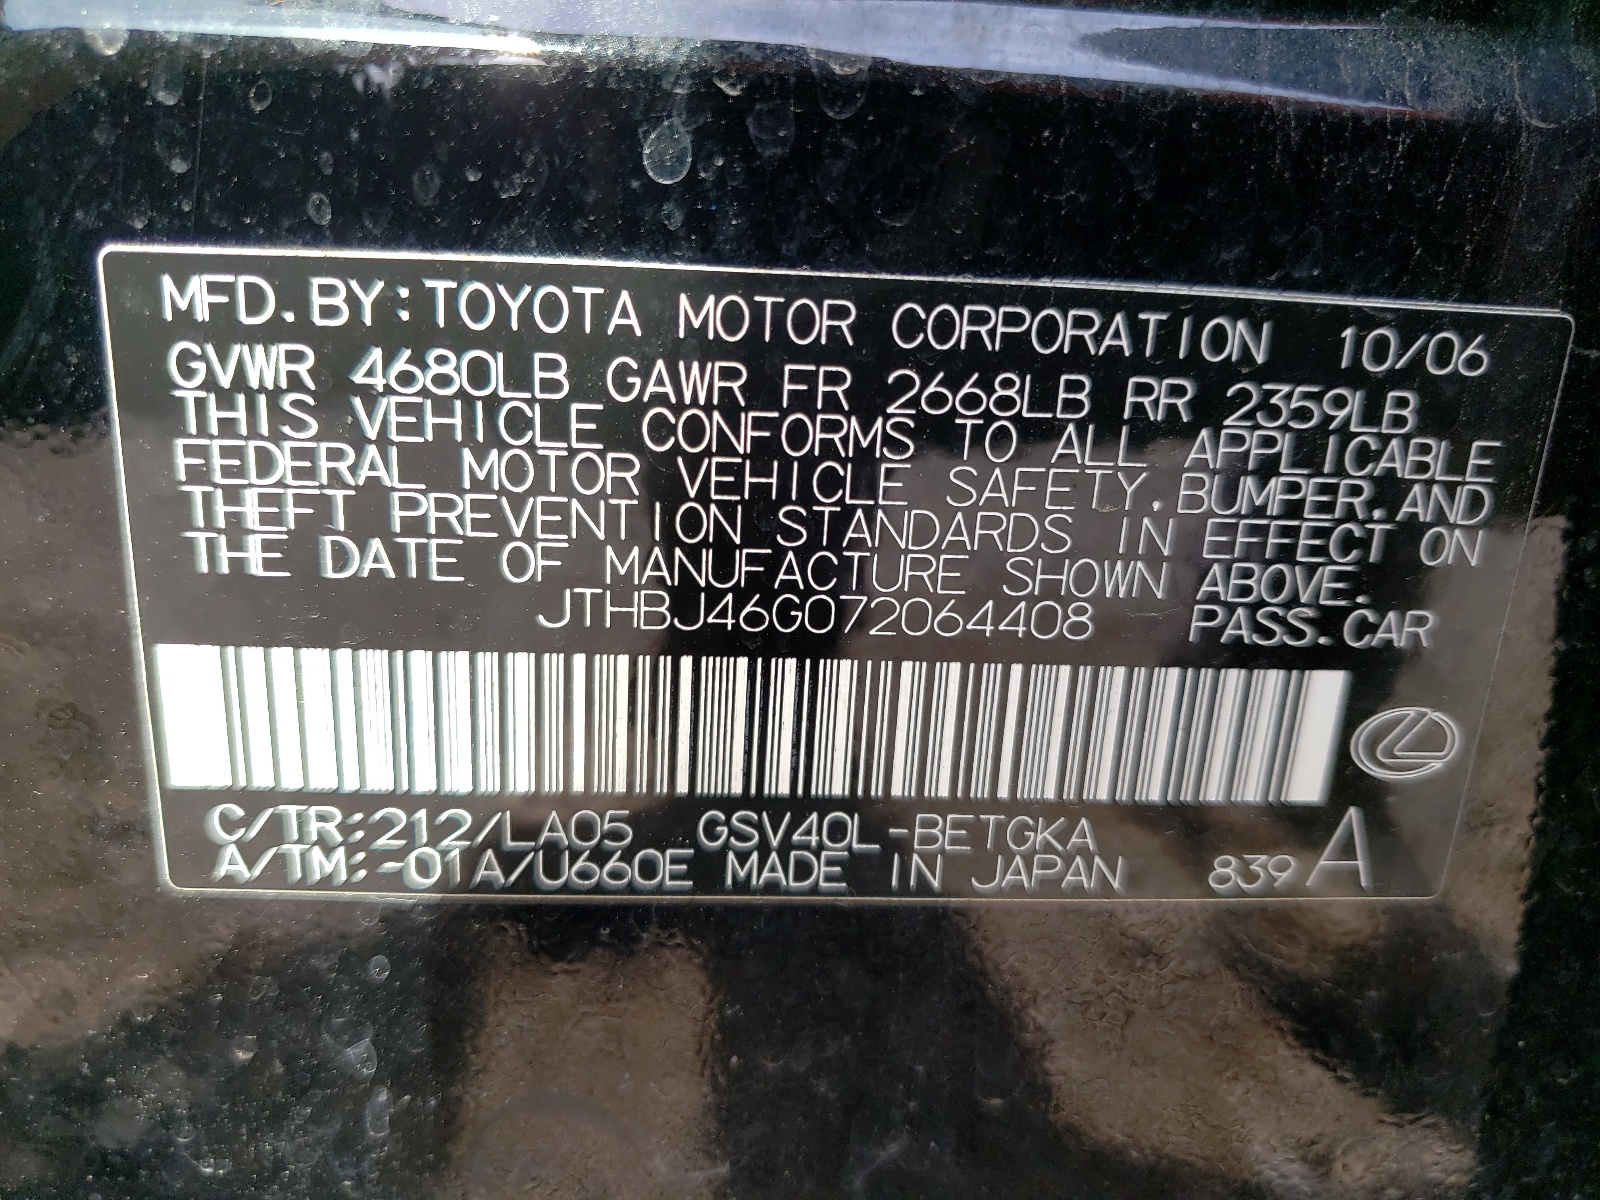 MFD. BY: TOYOTA MOTOR CORPORATION 10/06
GVWR 4680LB GAWR FR 2668LB RR 2359LB
THIS VEHICLE CONFORMS TO ALL APPLICABLE
FEDERAL MOTOR VEHICLE SAFETY, BUMPER, AND
THEFT PREVENTION STANDARDS IN EFFECT ON
THE DATE OF MANUFACTURE SHOWN ABOVE.
JTHBJ46G072064408 PASS. CAR
C/TR: 212/LA05 GSV40L-BETGKA
A/TM: -01A/U660E MADE IN JAPAN 839 A